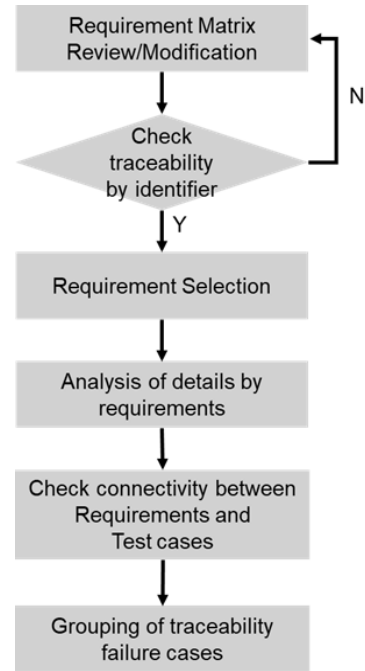 Requirement Matrix
Review/Modification
N
Check
traceability
by identifier
Y
Requirement Selection
Analysis of details by
requirements
Check connectivity between
Requirements and
Test cases
Grouping of traceability
failure cases